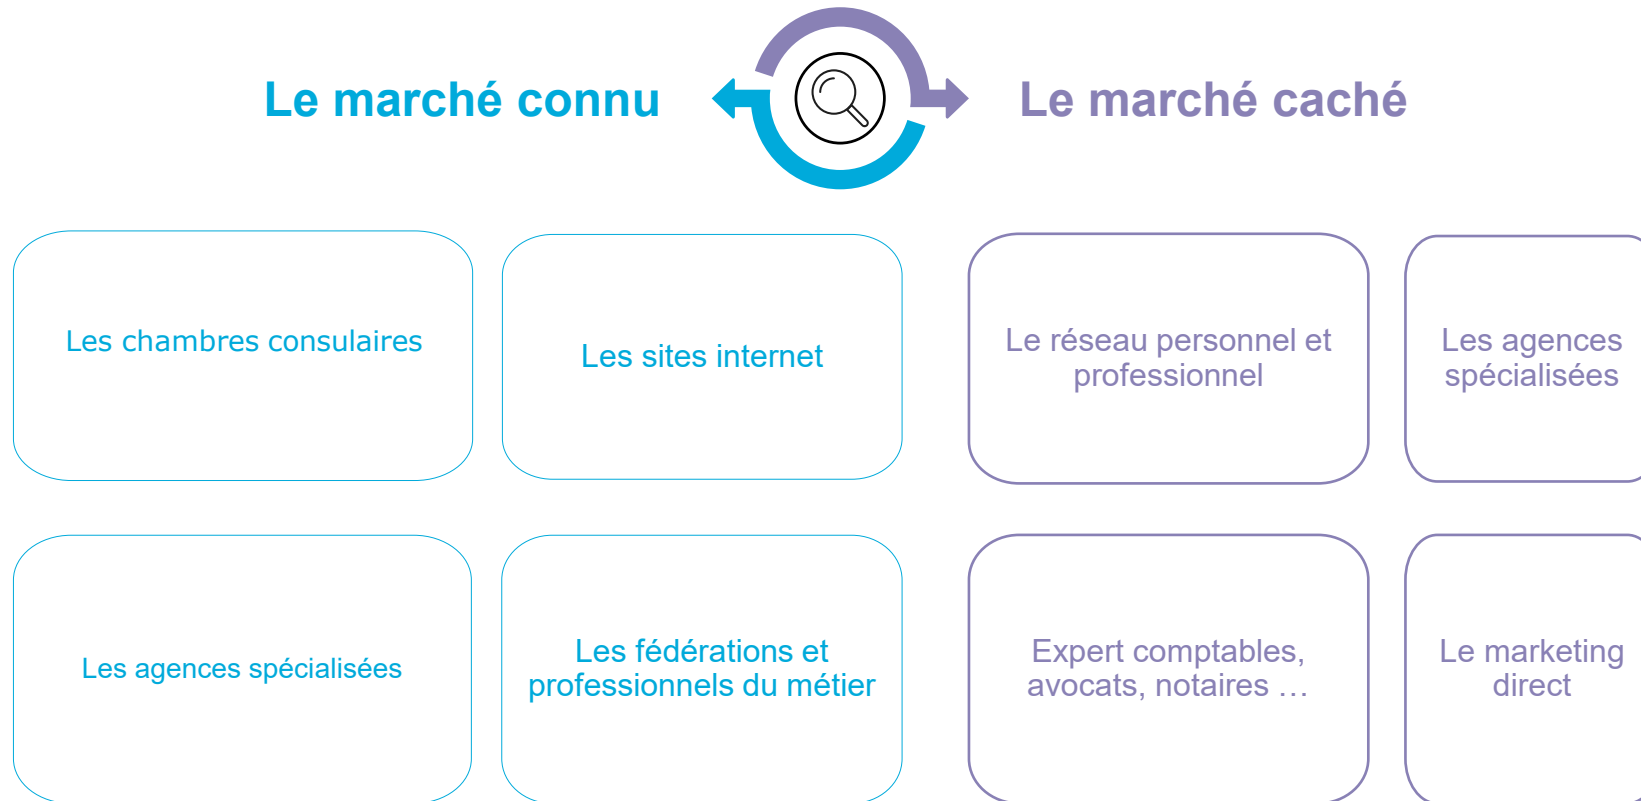 Le marché connu
Le marché caché
Les chambres consulaires
Les sites internet
Le réseau personnel et
professionnel
Les agences
spécialisées
Les agences spécialisées
Les fédérations et
professionnels du métier
Expert comptables,
avocats, notaires …
Le marketing
direct